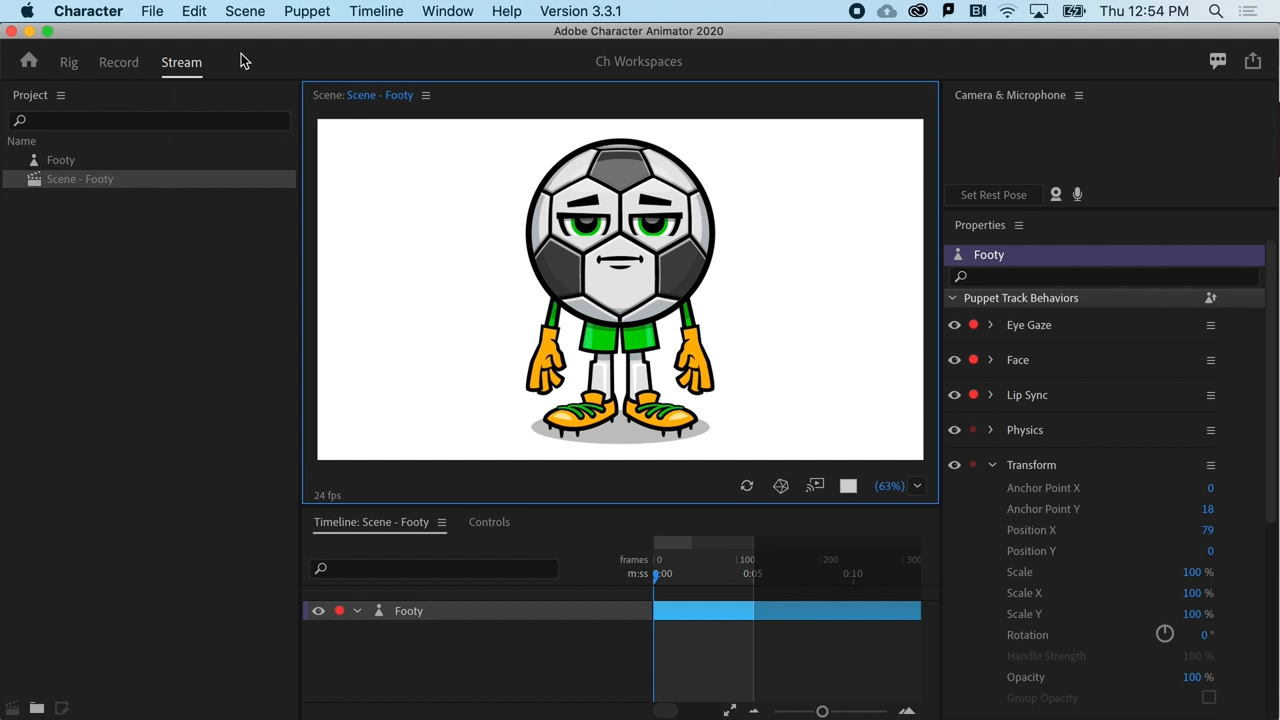 Character File Edit Scene Puppet Timeline Window Help Version 3.3.1 Thu 12:54 PM
Adobe Character Animator 2020
Rig Record Stream Ch Workspaces
Project
Name
Footy
Scene - Footy
Scene: Scene - Footy
24 fps
(63%)
Timeline: Scene - Footy Controls
frames 0 100 200 300
m:ss 0:00 0:05 0:10
Footy
Camera & Microphone
Set Rest Pose
Properties
Footy
Puppet Track Behaviors
Eye Gaze
Face
Lip Sync
Physics
Transform
Anchor Point X 0
Anchor Point Y 18
Position X 79
Position Y 0
Scale 100 %
Scale X 100 %
Scale Y 100 %
Rotation 0 °
Handle Strength 100 %
Opacity 100 %
Group Opacity